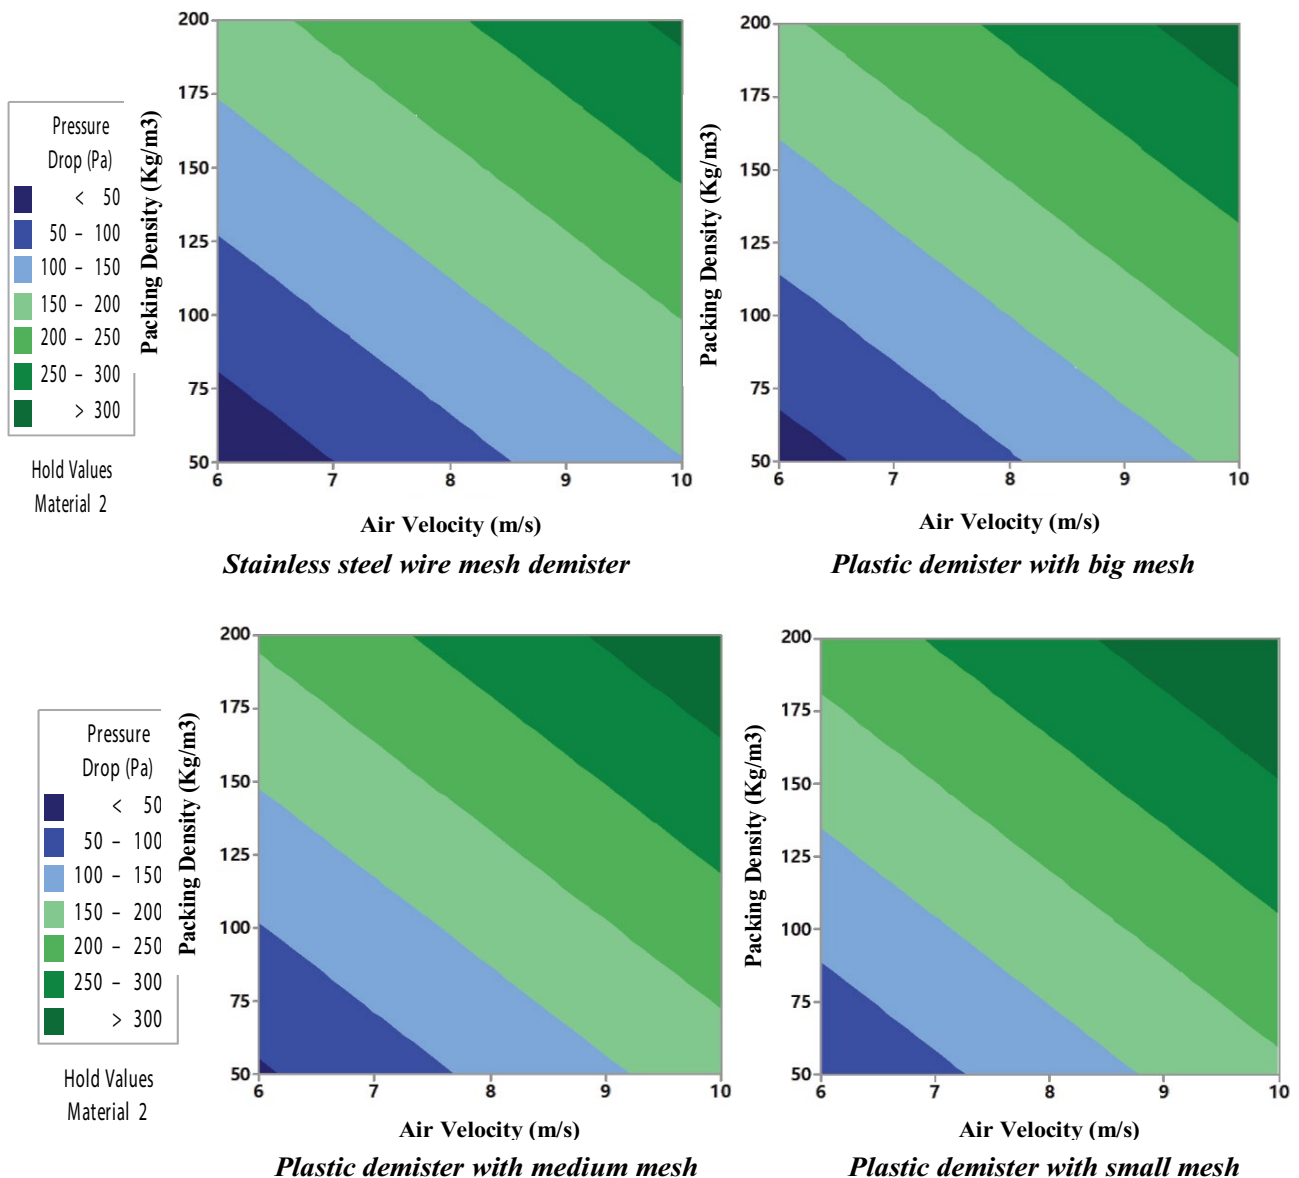 200
175
150
125
100
75
50
6 7 8 9 10
Packing Density (Kg/m3)
Air Velocity (m/s)
Stainless steel wire mesh demister
Pressure
Drop (Pa)
< 50
50 – 100
100 – 150
150 – 200
200 – 250
250 – 300
> 300
Hold Values
Material 2
200
175
150
125
100
75
50
6 7 8 9 10
Packing Density (Kg/m3)
Air Velocity (m/s)
Plastic demister with big mesh
Pressure
Drop (Pa)
< 50
50 – 100
100 – 150
150 – 200
200 – 250
250 – 300
> 300
Hold Values
Material 2
200
175
150
125
100
75
50
6 7 8 9 10
Packing Density (Kg/m3)
Air Velocity (m/s)
Plastic demister with medium mesh
200
175
150
125
100
75
50
6 7 8 9 10
Packing Density (Kg/m3)
Air Velocity (m/s)
Plastic demister with small mesh